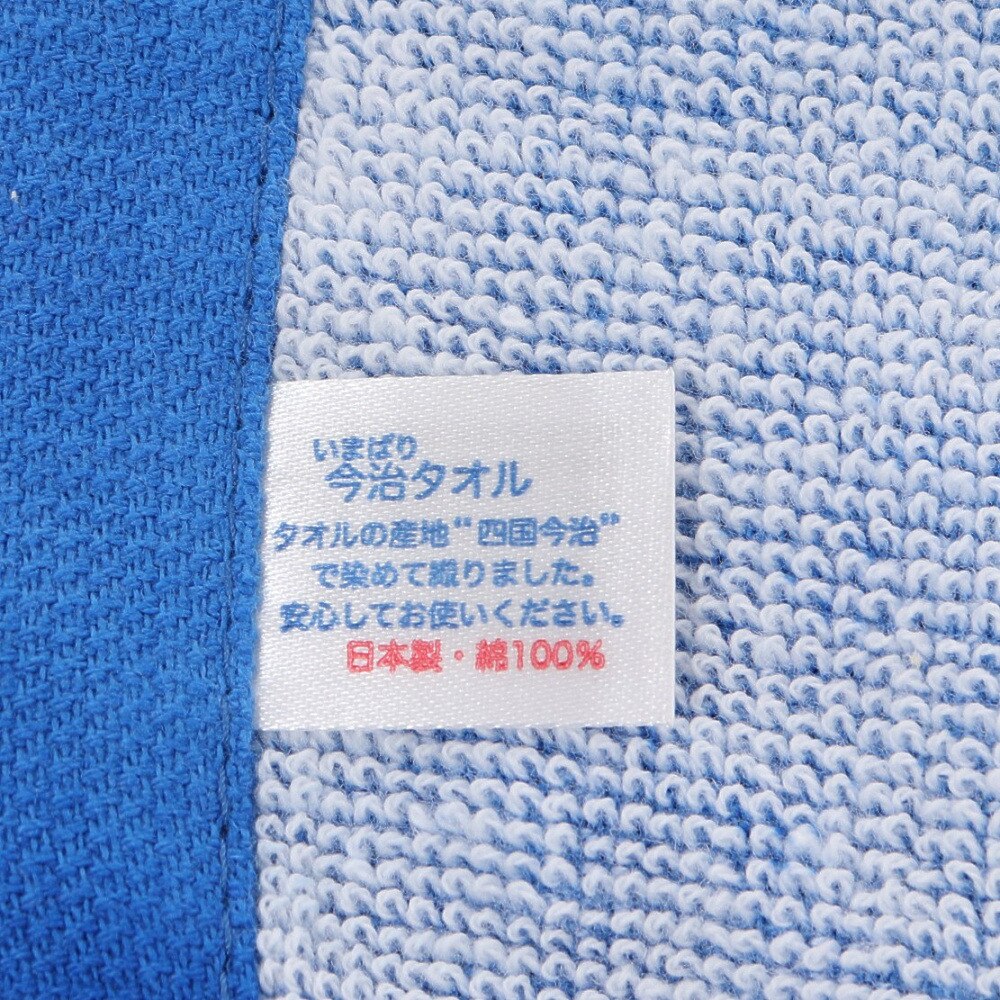 いまばり
今治タオル
タオルの産地“四国今治”
で染めて織りました。
安心してお使いください。
日本製・綿100%